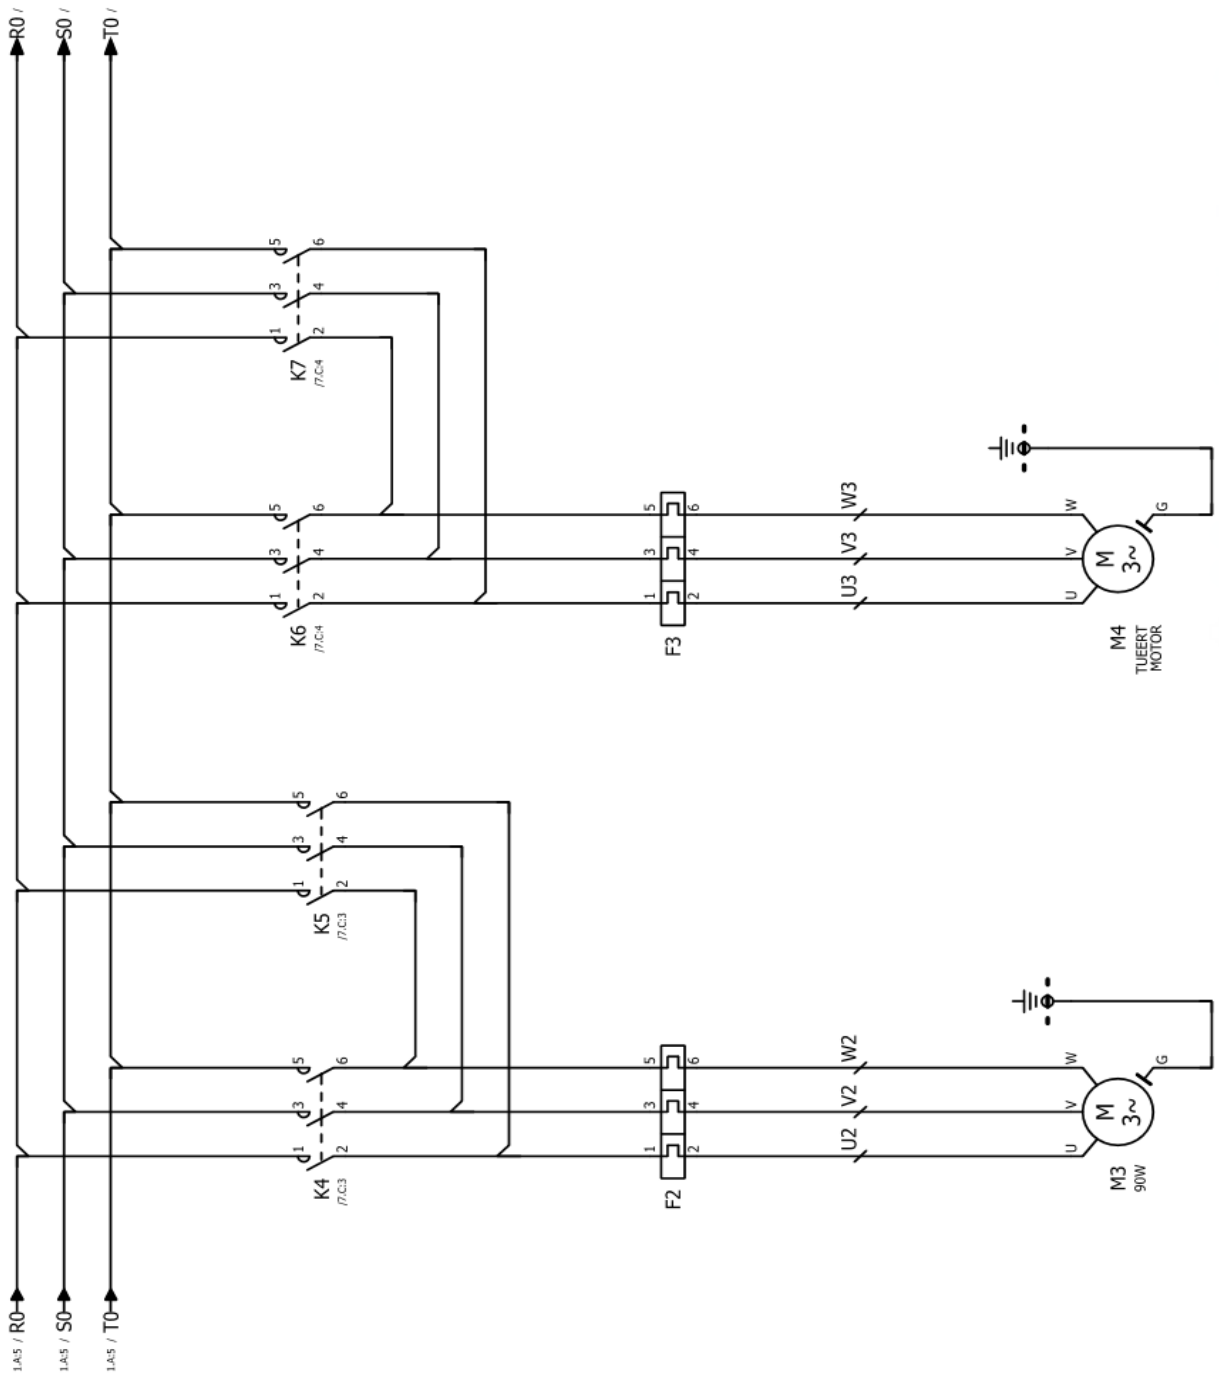 1.A:5 / R0 R0 /
1.A:5 / S0 S0 /
1.A:5 / T0 T0 /
1 3 5
K4
/7.C:3
2 4 6
1 3 5
K5
/7.C:3
2 4 6
1 3 5
K6
/7.C:4
2 4 6
1 3 5
K7
/7.C:4
2 4 6
1 3 5
F2
2 4 6
1 3 5
F3
2 4 6
U2 V2 W2
U3 V3 W3
U V W
M3
90W
M
3~
G
U V W
M4
TUEERT
MOTOR
M
3~
G